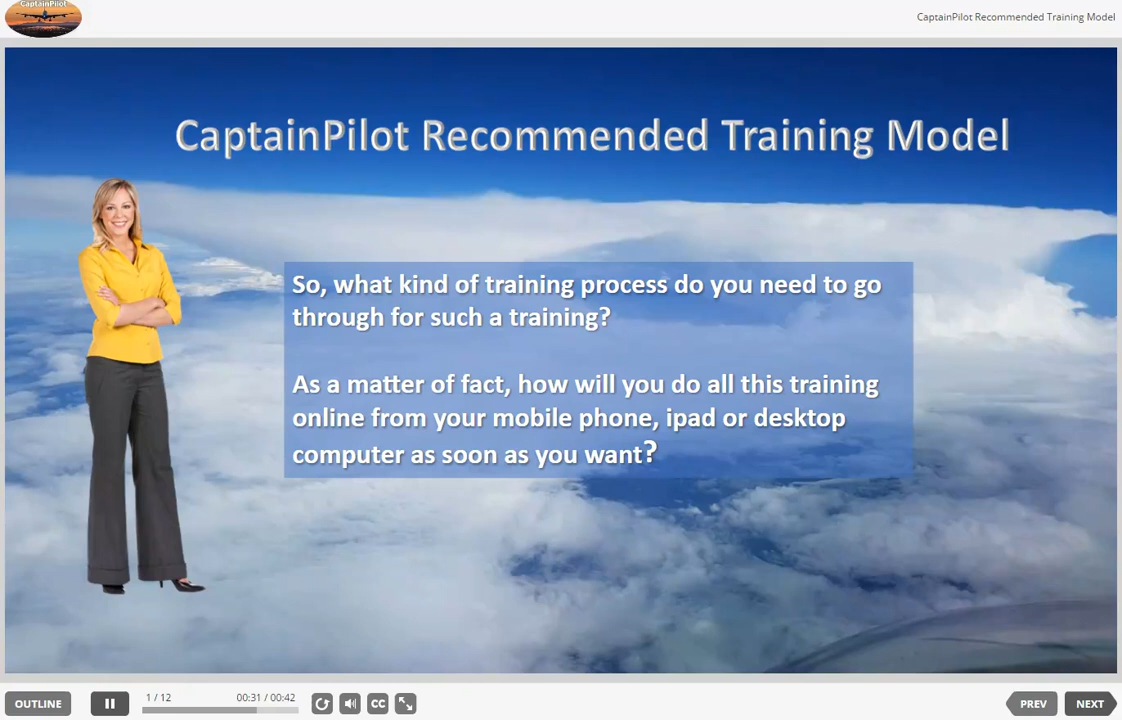 CaptainPilot
CaptainPilot Recommended Training Model
CaptainPilot Recommended Training Model
So, what kind of training process do you need to go
through for such a training?
As a matter of fact, how will you do all this training
online from your mobile phone, ipad or desktop
computer as soon as you want?
OUTLINE
1 / 12
00:31 / 00:42
CC
PREV
NEXT